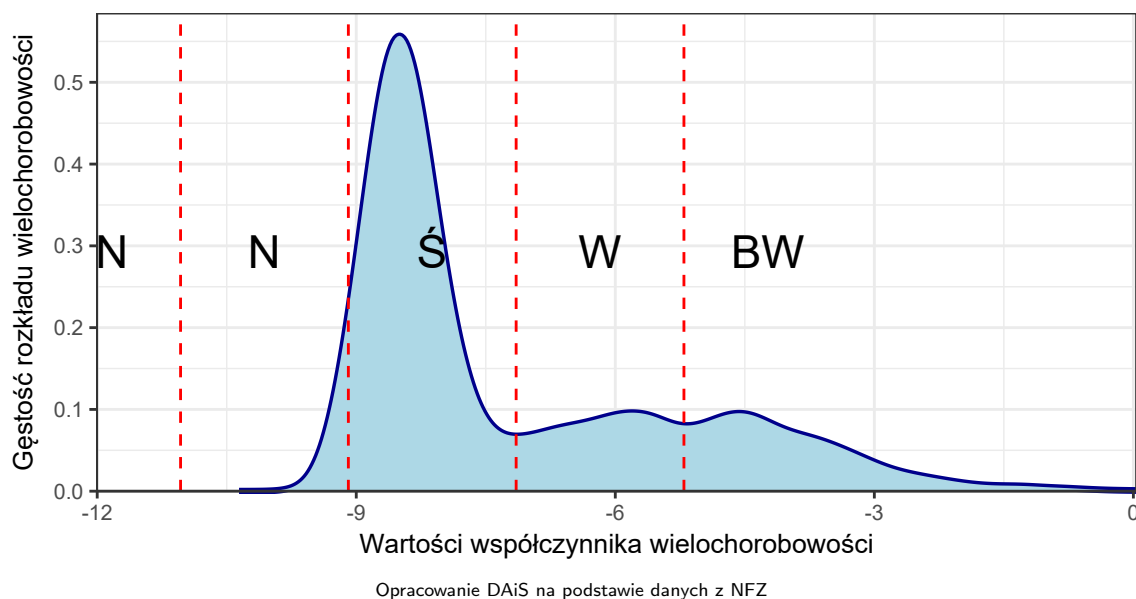 Gęstość rozkładu wielochorobowości
0.5
0.4
0.3
0.2
0.1
0.0
N N Ś W BW
-12 -9 -6 -3 0
Wartości współczynnika wielochorobowości
Opracowanie DAiS na podstawie danych z NFZ